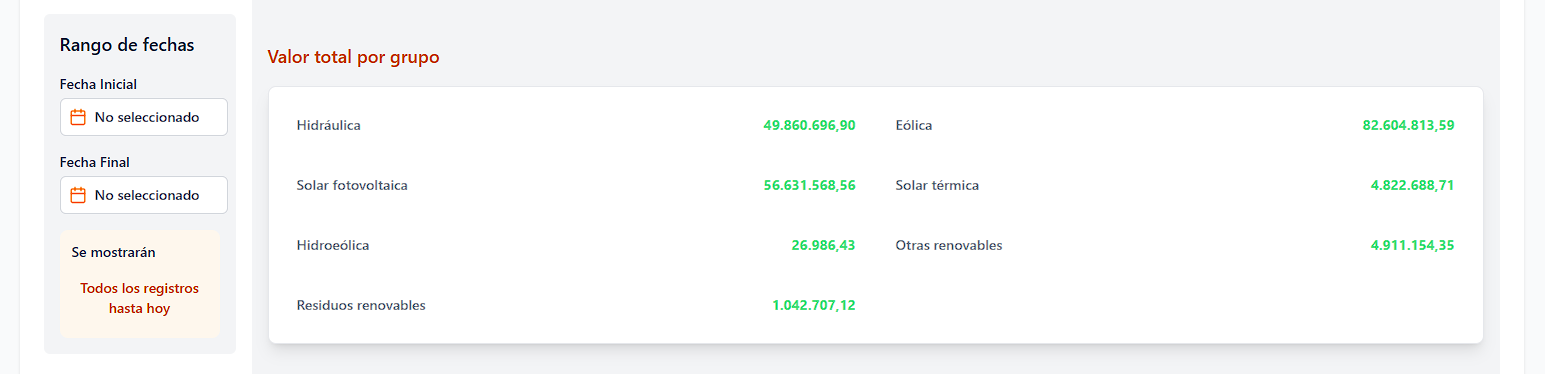 Rango de fechas
Fecha Inicial
No seleccionado
Fecha Final
No seleccionado
Se mostrarán
Todos los registros
hasta hoy
Valor total por grupo
Hidráulica 49.860.696,90 Eólica 82.604.813,59
Solar fotovoltaica 56.631.568,56 Solar térmica 4.822.688,71
Hidroeólica 26.986,43 Otras renovables 4.911.154,35
Residuos renovables 1.042.707,12